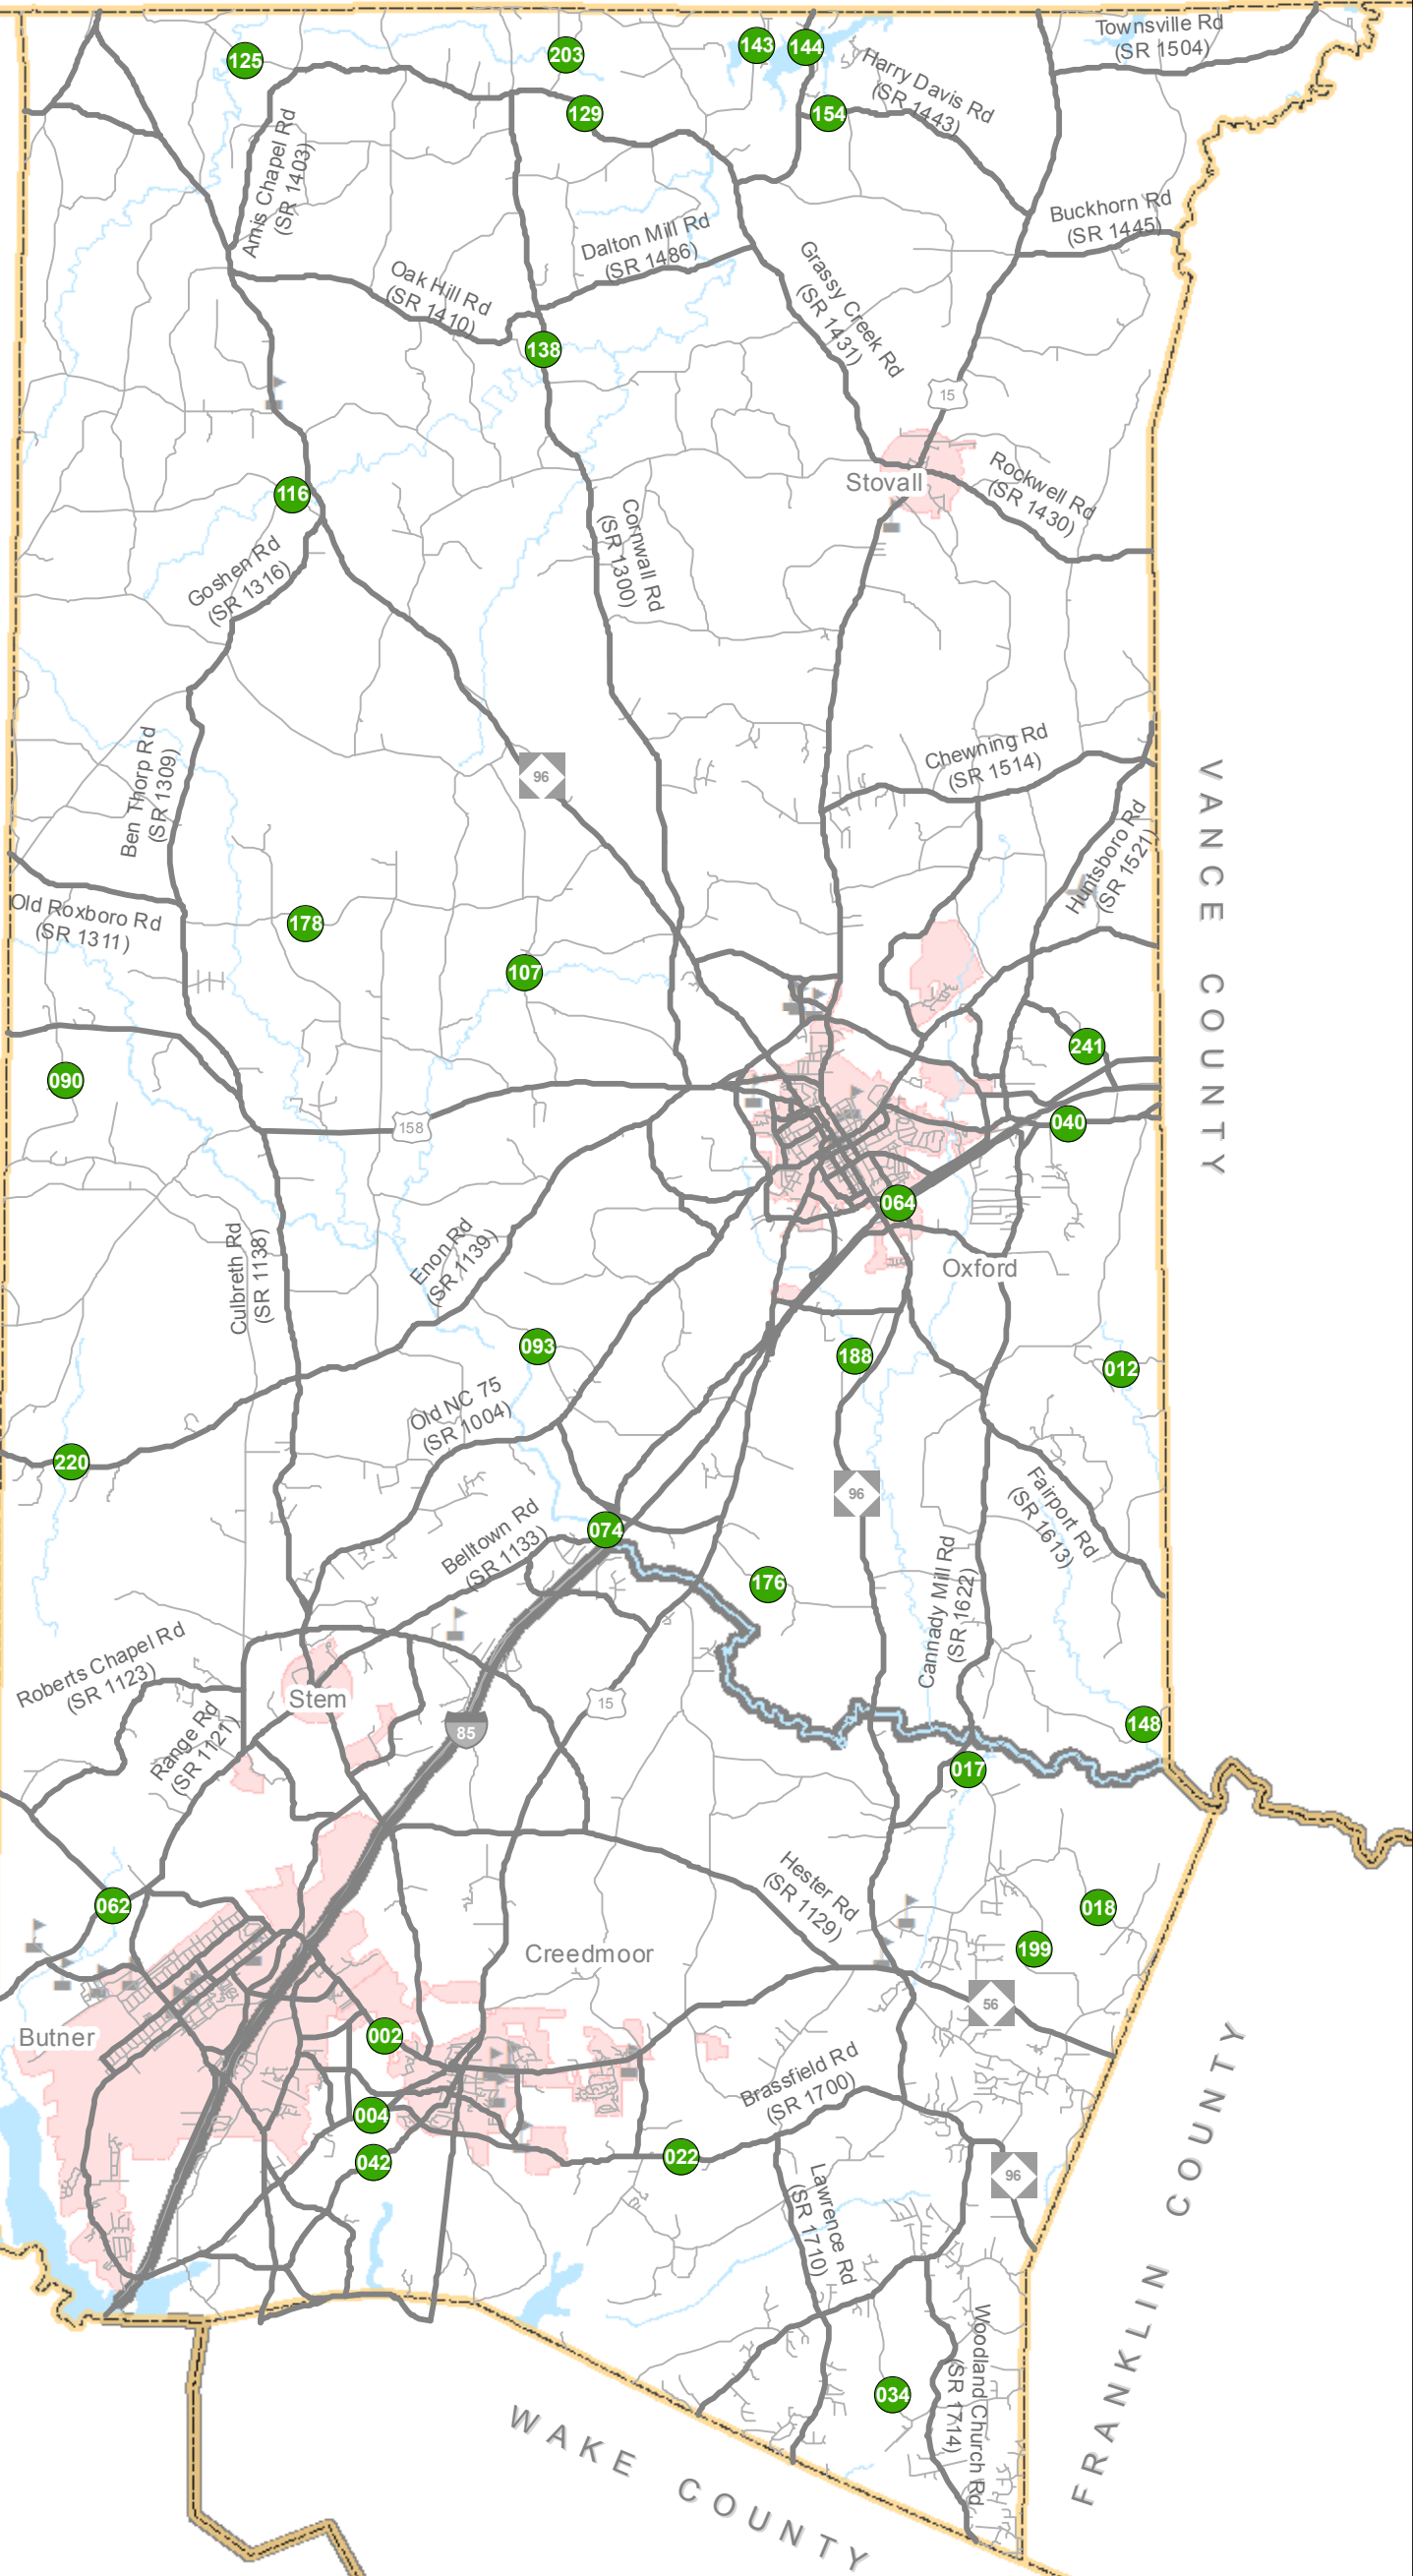 Townsville Rd
(SR 1504)
125
203
143
144
Harry Davis Rd
(SR 1443)
129
154
Amis Chapel Rd
(SR 1403)
Buckhorn Rd
(SR 1445)
Dalton Mill Rd
(SR 1486)
Oak Hill Rd
(SR 1410)
Grassy Creek Rd
(SR 1431)
138
15
Stovall
Rockwell Rd
(SR 1430)
116
Cornwall Rd
(SR 1300)
Goshen Rd
(SR 1316)
Chewning Rd
(SR 1514)
96
Ben Thorp Rd
(SR 1309)
Huntsboro Rd
(SR 1521)
VANCE COUNTY
Old Roxboro Rd
(SR 1311)
178
107
241
090
040
158
064
Culbreth Rd
(SR 1138)
Enon Rd
(SR 1139)
Oxford
093
188
012
Old NC 75
(SR 1004)
220
96
Fairport Rd
(SR 1613)
Belltown Rd
(SR 1133)
074
176
Cannady Mill Rd
(SR 1622)
Roberts Chapel Rd
(SR 1123)
Stem
Range Rd
(SR 1121)
15
85
148
017
Hester Rd
(SR 1129)
062
018
199
Creedmoor
56
Butner
002
Brassfield Rd
(SR 1700)
004
042
022
96
Lawrence Rd
(SR 1710)
FRANKLIN COUNTY
Woodland Church Rd
(SR 1714)
034
WAKE COUNTY